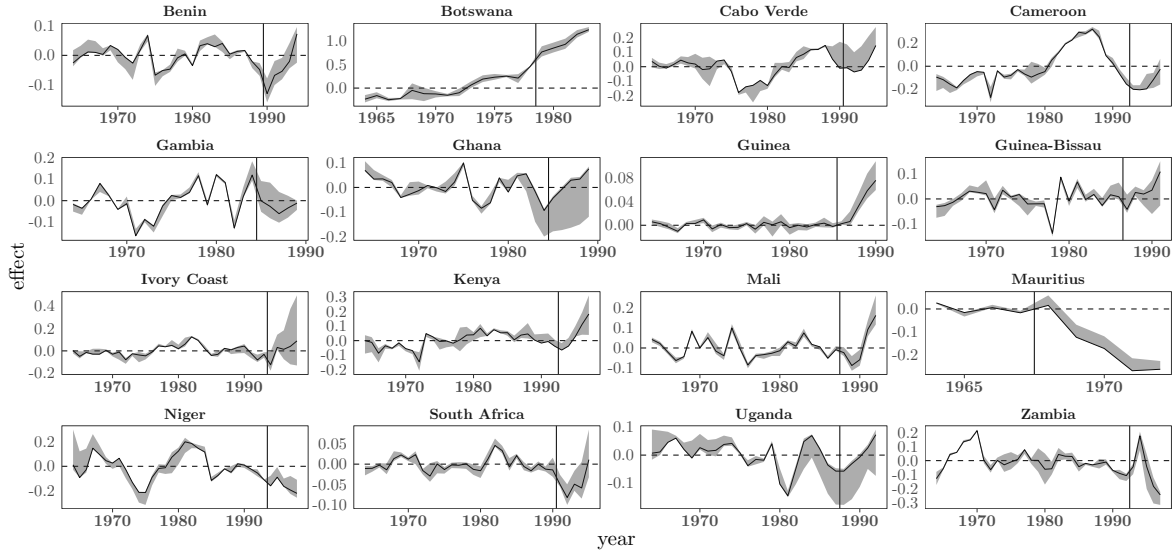 Benin Botswana Cabo Verde Cameroon
0.1 0.0 -0.1
1.0 0.5 0.0
0.2 0.1 0.0 -0.1 -0.2
0.2 0.0 -0.2
1970 1980 1990
1965 1970 1975 1980
1970 1980 1990
1970 1980 1990
Gambia Ghana Guinea Guinea-Bissau
0.2 0.1 0.0 -0.1
0.1 0.0 -0.1 -0.2
0.08 0.04 0.00
0.1 0.0 -0.1
1970 1980 1990
1970 1980 1990
1970 1980 1990
1970 1980 1990
effect
Ivory Coast Kenya Mali Mauritius
0.4 0.2 0.0 -0.2
0.3 0.2 0.1 0.0 -0.1 -0.2
0.2 0.1 0.0 -0.1
0.0 -0.1 -0.2
1970 1980 1990
1970 1980 1990
1970 1980 1990
1965 1970
Niger South Africa Uganda Zambia
0.2 0.0 -0.2
0.05 0.00 -0.05 -0.10
0.1 0.0 -0.1
0.2 0.1 0.0 -0.1 -0.2 -0.3
1970 1980 1990
1970 1980 1990
1970 1980 1990
1970 1980 1990
year